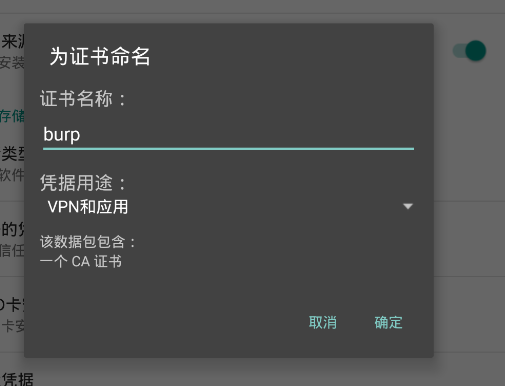 来源
安装
为证书命名
证书名称：
burp
存储
类型
软件
凭据用途：
VPN和应用
的凭
信任
该数据包包含：
一个 CA 证书
卡安
取消
确定
凭据